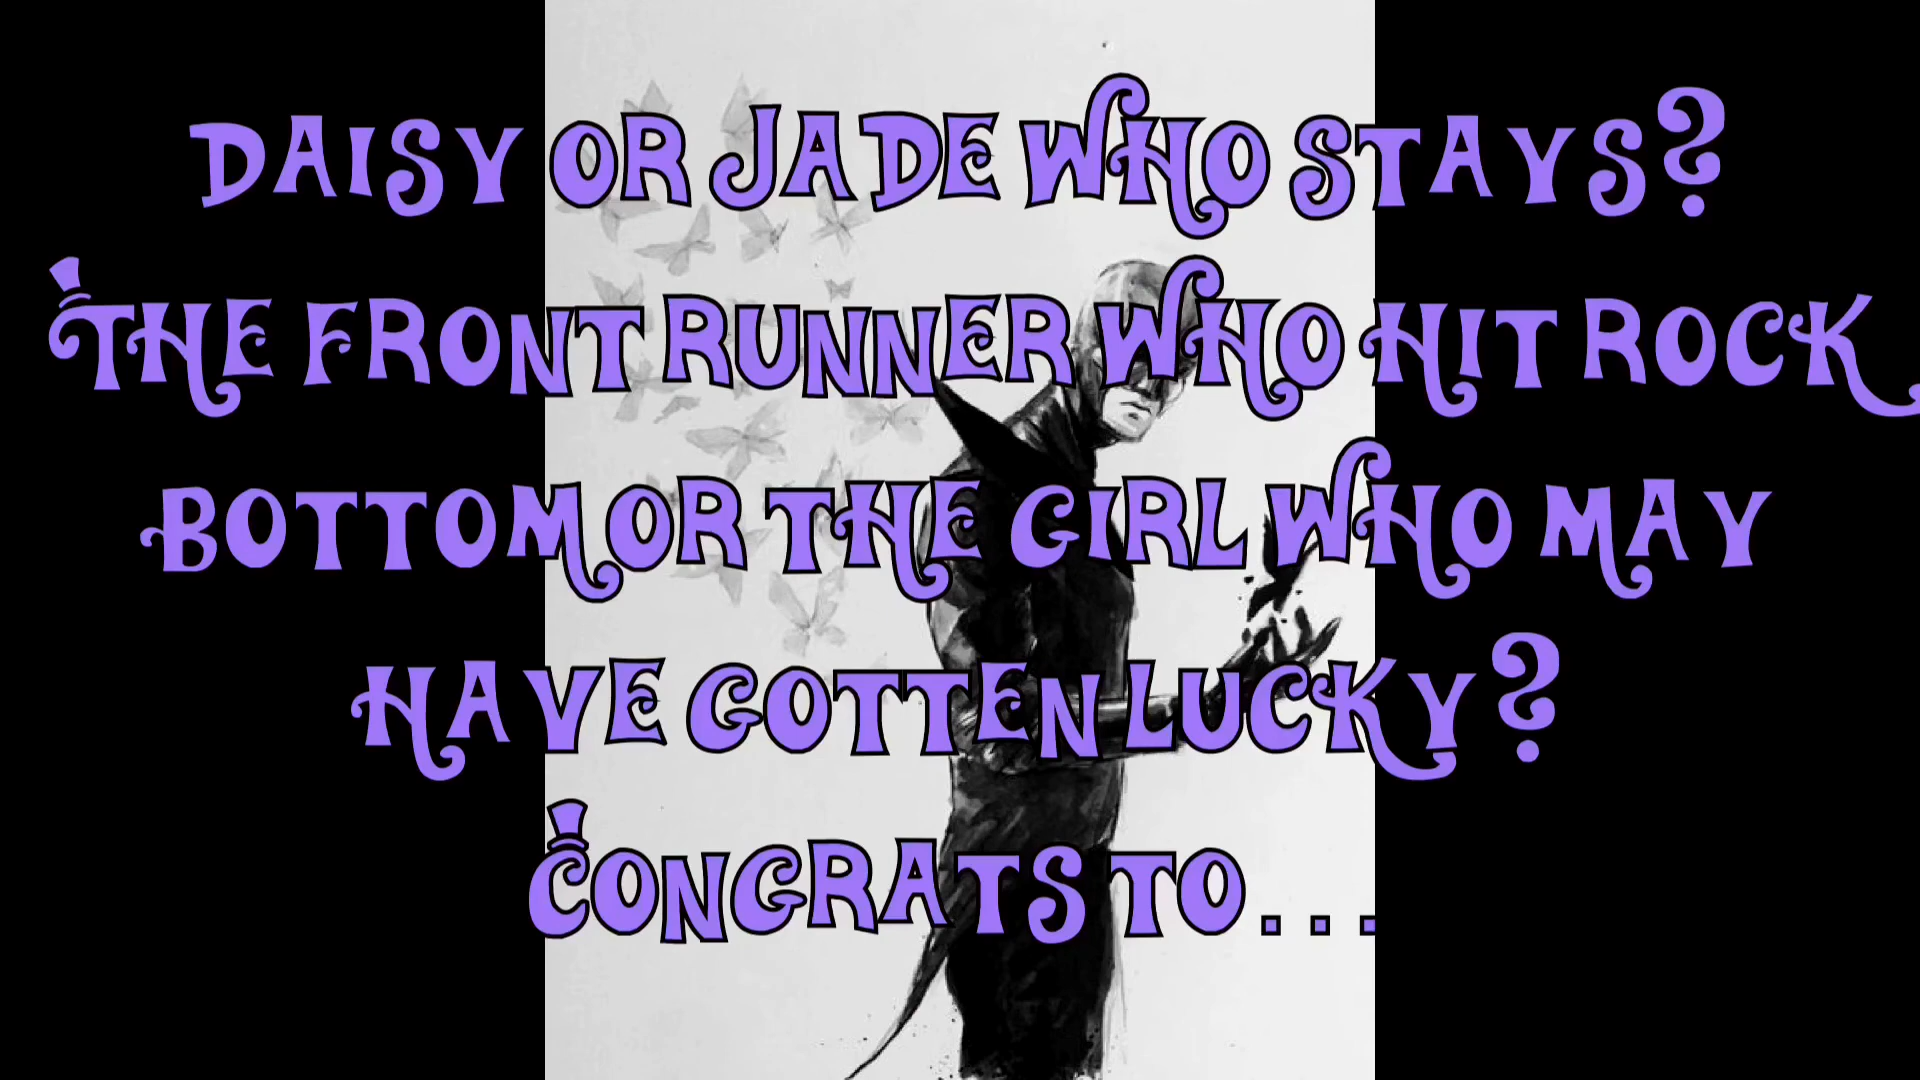 DAISY OR JADE WHO STAYS?
THE FRONT RUNNER WHO HIT ROCK
BOTTOM OR THE GIRL WHO MAY
HAVE GOTTEN LUCKY?
CONGRATS TO...